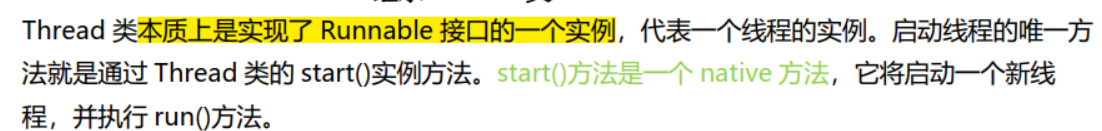 Thread 类本质上是实现了 Runnable 接口的一个实例，代表一个线程的实例。启动线程的唯一方
法就是通过 Thread 类的 start()实例方法。start()方法是一个 native 方法，它将启动一个新线
程，并执行 run()方法。